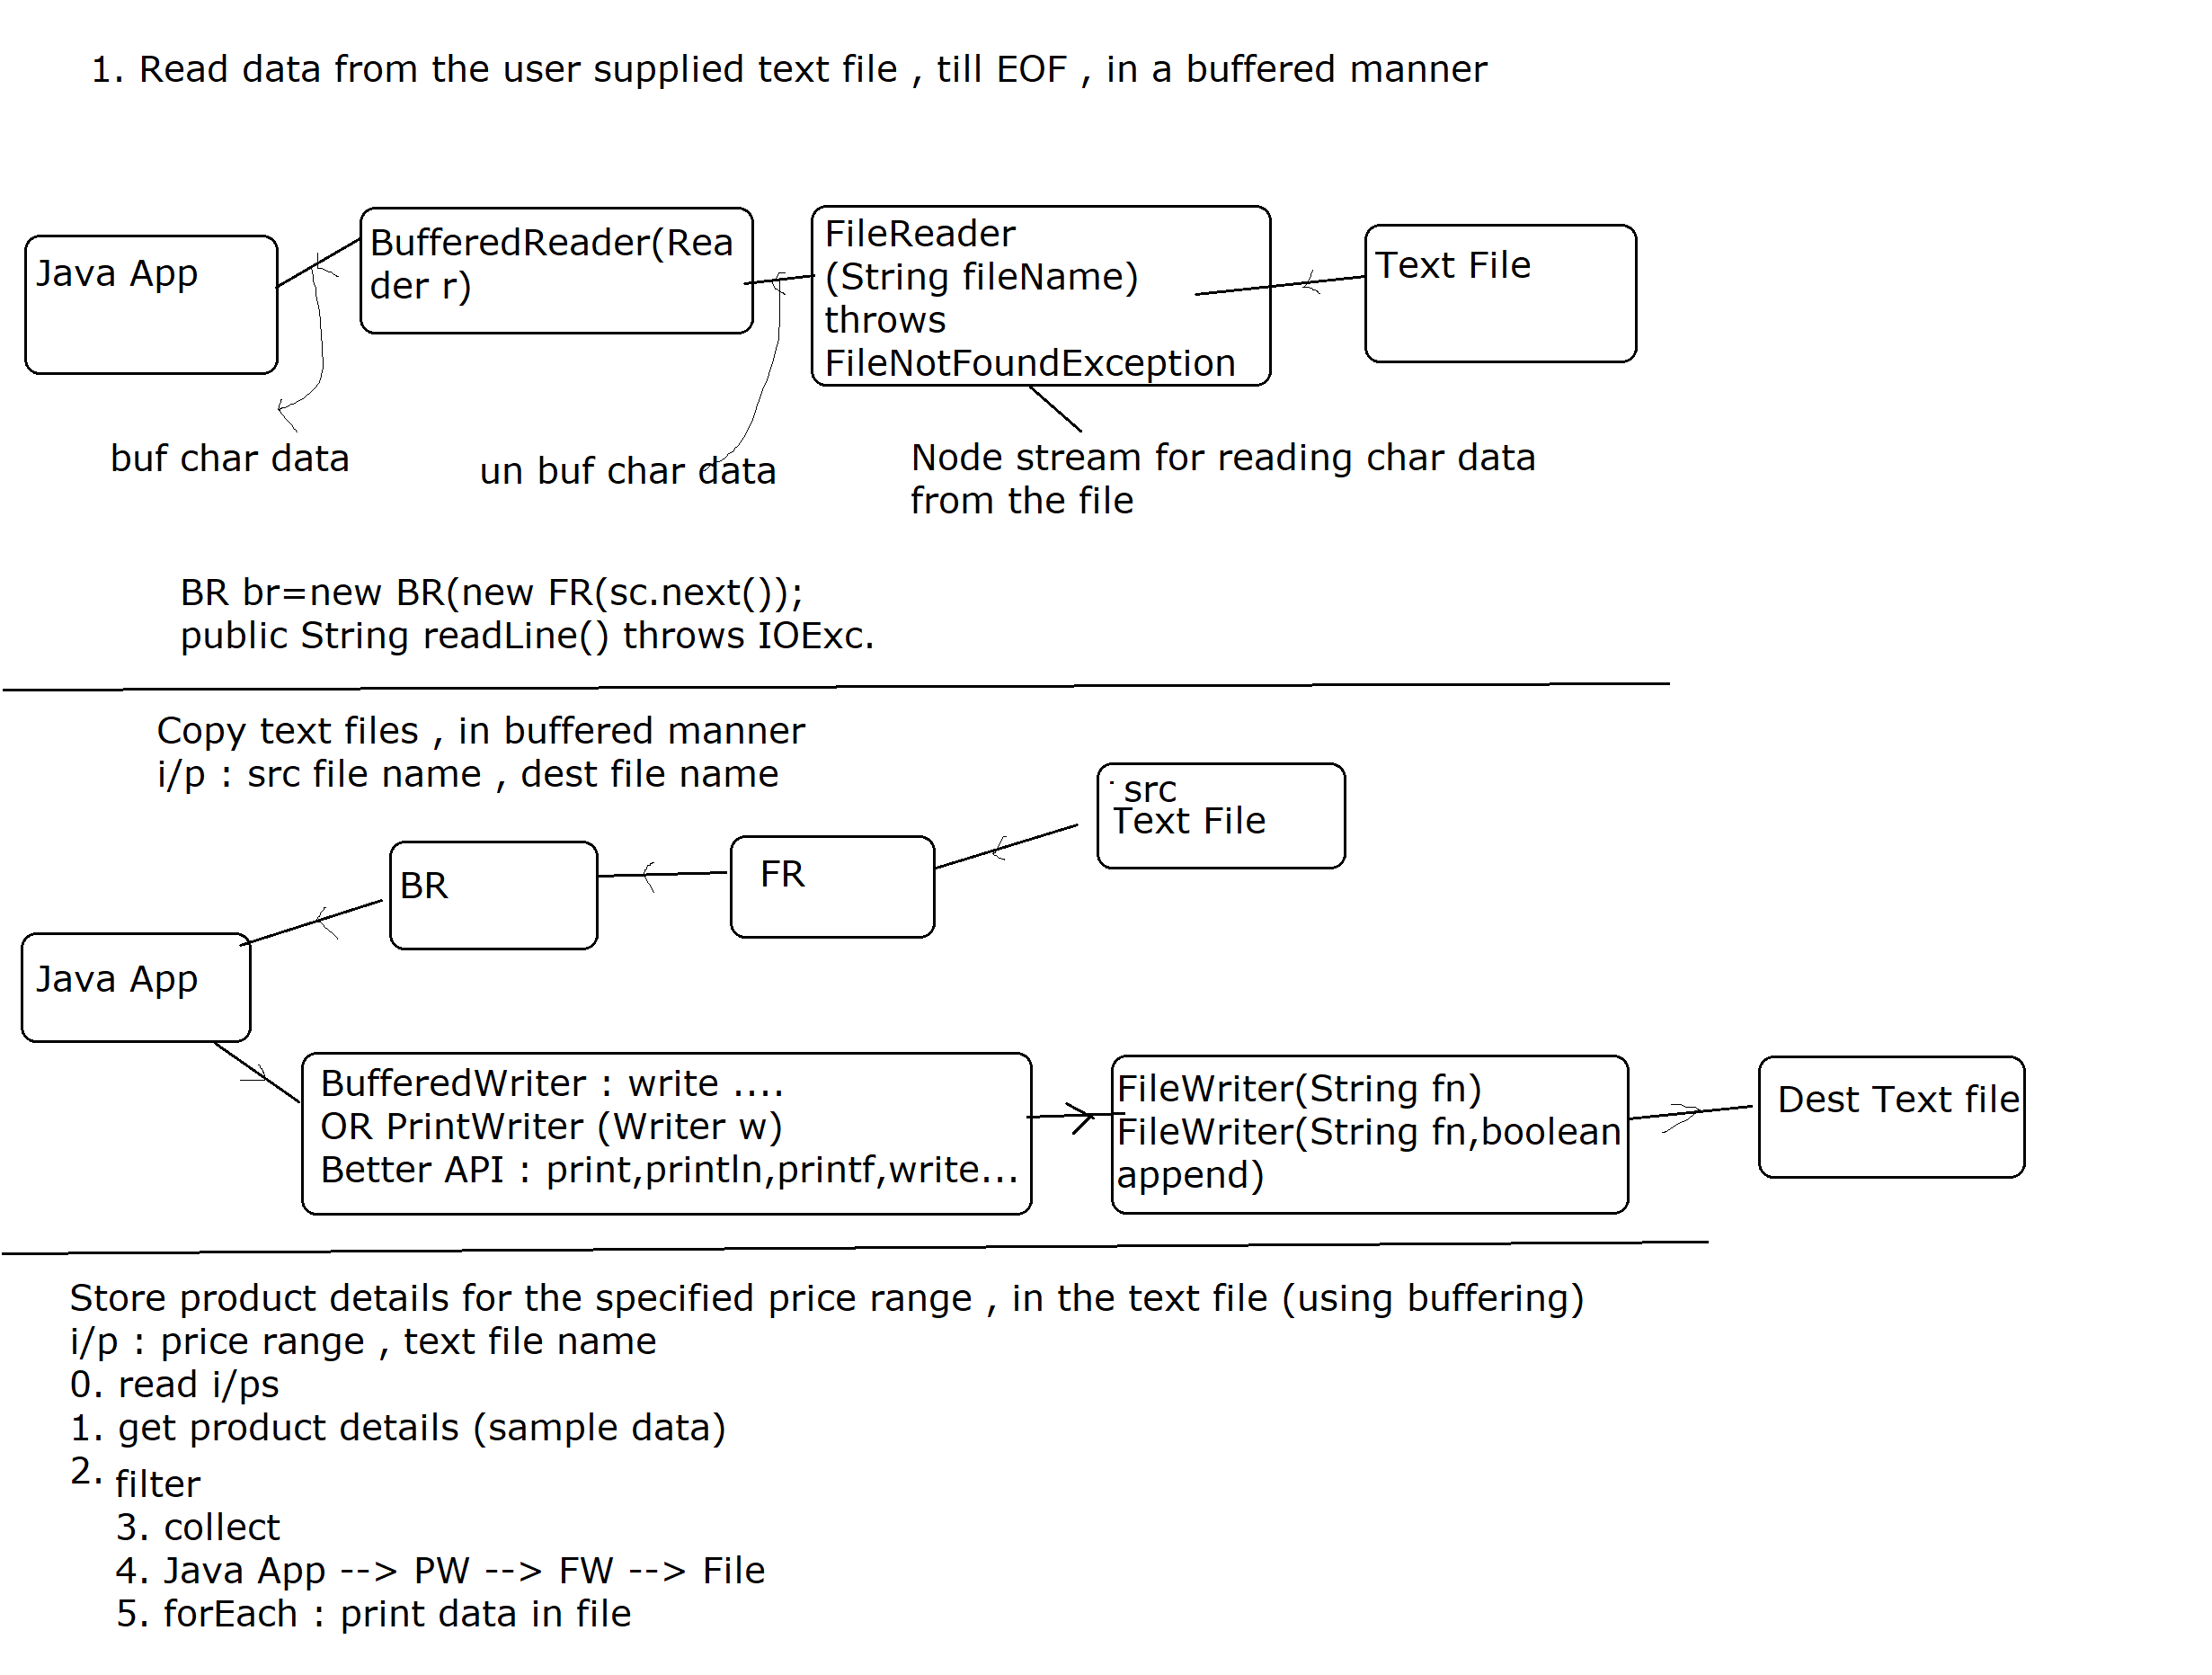 1. Read data from the user supplied text file , till EOF , in a buffered manner
Java App
BufferedReader(Rea
der r)
FileReader
(String fileName)
throws
FileNotFoundException
Text File
buf char data
un buf char data
Node stream for reading char data
from the file
BR br=new BR(new FR(sc.next());
public String readLine() throws IOExc.
Copy text files , in buffered manner
i/p : src file name , dest file name
src
Text File
BR
FR
Java App
BufferedWriter : write ....
OR PrintWriter (Writer w)
Better API : print,println,printf,write...
FileWriter(String fn)
FileWriter(String fn,boolean
append)
Dest Text file
Store product details for the specified price range , in the text file (using buffering)
i/p : price range , text file name
0. read i/ps
1. get product details (sample data)
2. filter
3. collect
4. Java App --> PW --> FW --> File
5. forEach : print data in file